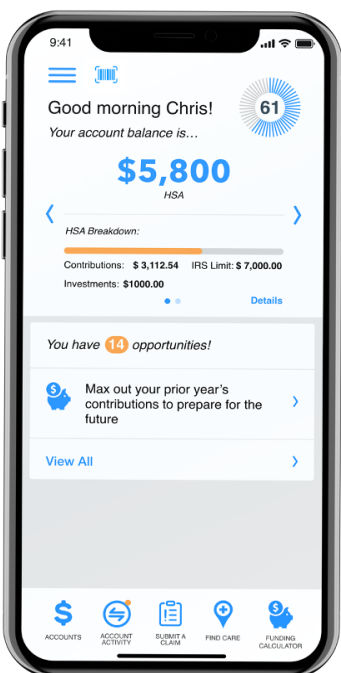 9:41
Good morning Chris!
61
Your account balance is...
$5,800
HSA
HSA Breakdown:
Contributions: $ 3,112.54 IRS Limit: $ 7,000.00
Investments: $1000.00
Details
You have 14 opportunities!
Max out your prior year's
contributions to prepare for the
future
View All
ACCOUNTS
ACCOUNT
ACTIVITY
SUBMIT A
CLAIM
FIND CARE
FUNDING
CALCULATOR